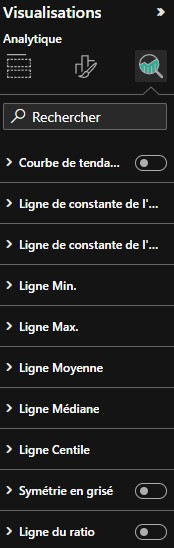 Visualisations
Analytique
Rechercher
Courbe de tenda...
Ligne de constante de l'...
Ligne de constante de l'...
Ligne Min.
Ligne Max.
Ligne Moyenne
Ligne Médiane
Ligne Centile
Symétrie en grisé
Ligne du ratio